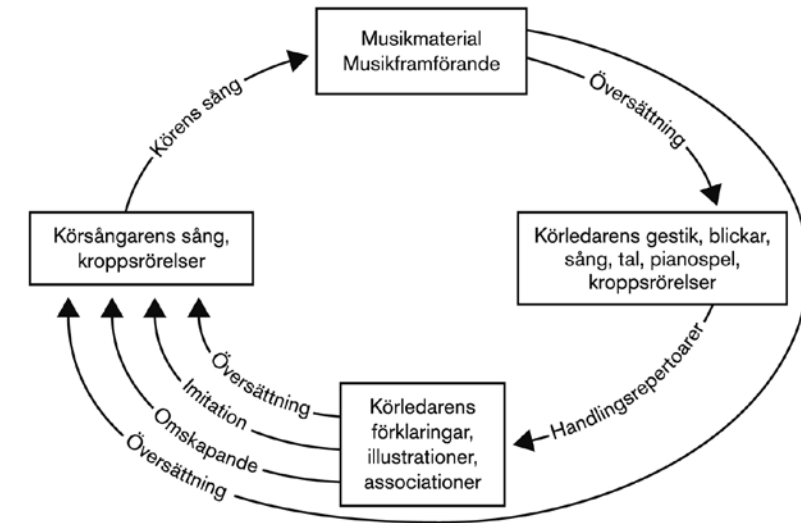 Musikmaterial
Musikframförande
Översättning
Körens sång
Körsångarens sång,
kroppsrörelser
Körledarens gestik, blickar,
sång, tal, pianospel,
kroppsrörelser
Handlingsrepertoarer
Körledarens
förklaringar,
illustrationer,
associationer
Översättning
Imitation
Omskapande
Översättning